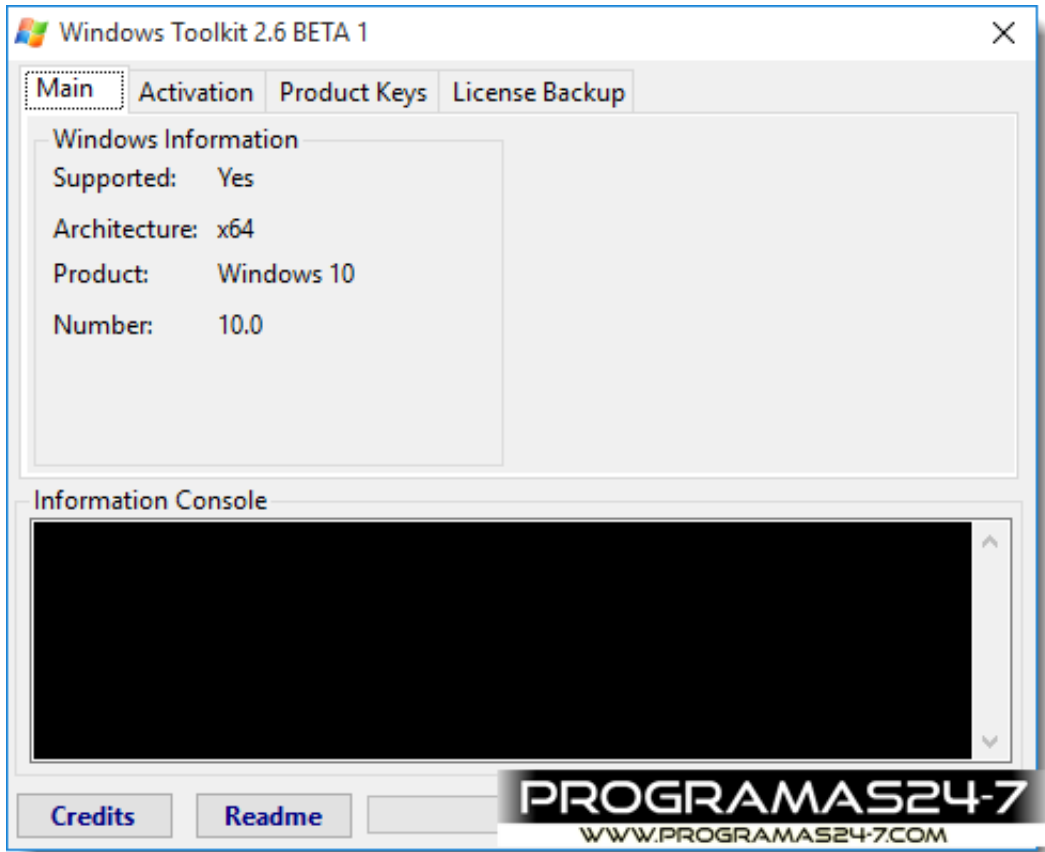 Windows Toolkit 2.6 BETA 1
Main Activation Product Keys License Backup
Windows Information
Supported: Yes
Architecture: x64
Product: Windows 10
Number: 10.0
Information Console
Credits Readme
PROGRAMAS24-7
WWW.PROGRAMAS24-7.COM